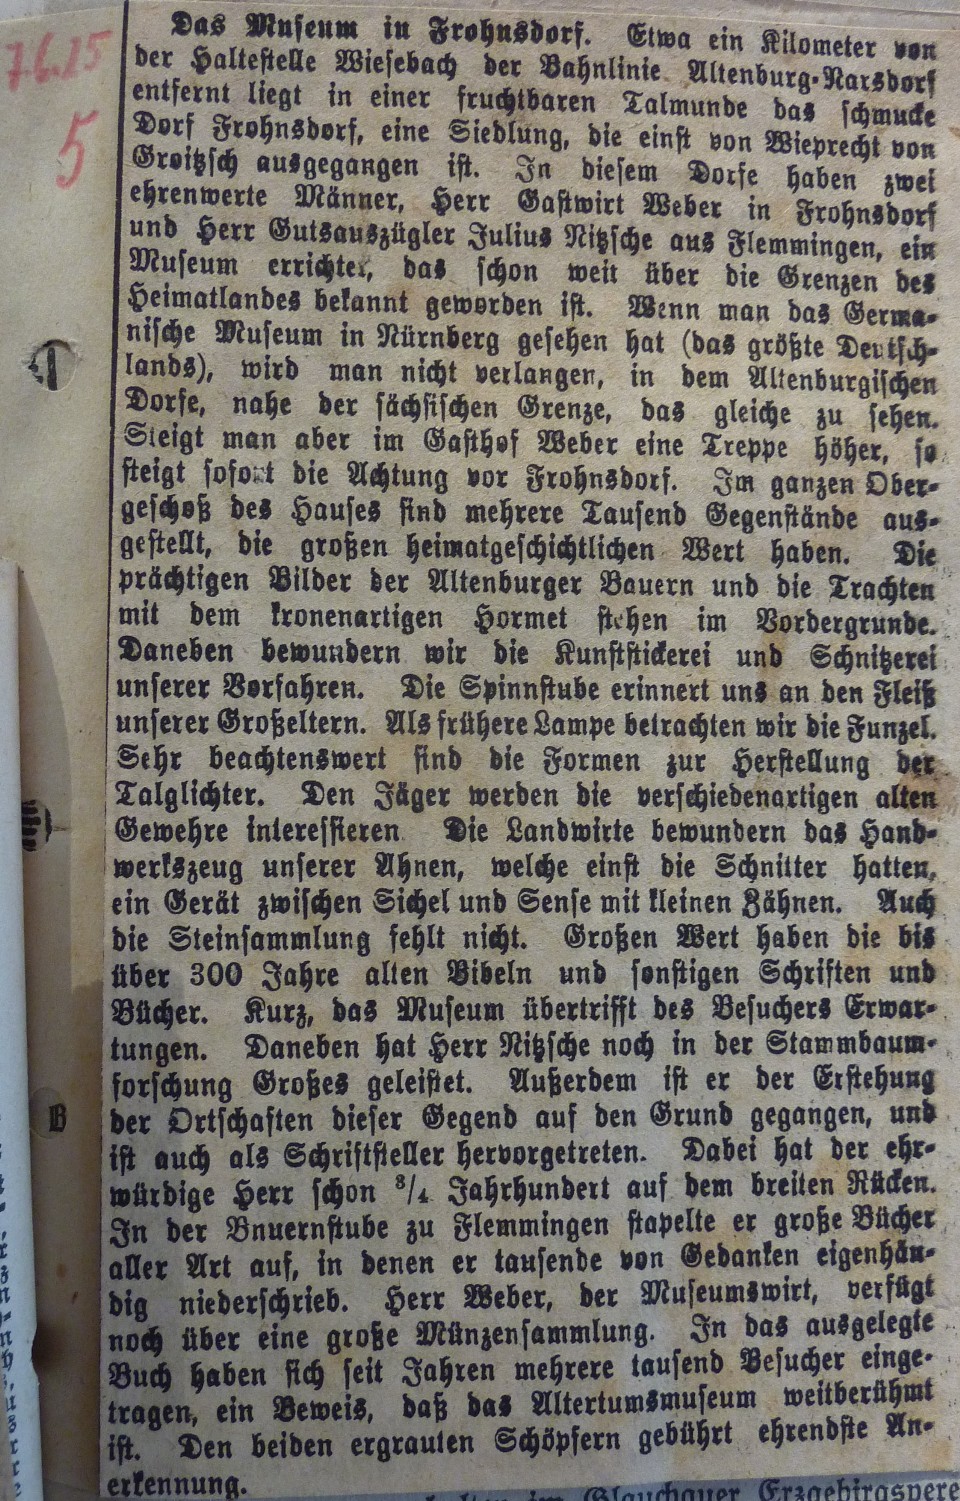 7.6.25
5
Das Museum in Frohnsdorf. Etwa ein Kilometer von
der Haltestelle Wiesebach der Bahnlinie Altenburg-Narsdorf
entfernt liegt in einer fruchtbaren Talmunde das schmucke
Dorf Frohnsdorf, eine Siedlung, die einst von Wieprecht von
Groitzsch ausgegangen ist. In diesem Dorfe haben zwei
ehrenwerte Männer, Herr Gastwirt Weber in Frohnsdorf
und Herr Gutsauszügler Julius Nitzsche aus Flemmingen, ein
Museum errichtet, das schon weit über die Grenzen des
Heimatlandes bekannt geworden ist. Wenn man das Germa-
nische Museum in Nürnberg gesehen hat (das größte Deutsch-
lands), wird man nicht verlangen, in dem Altenburgischen
Dorfe, nahe der sächsischen Grenze, das gleiche zu sehen.
Steigt man aber im Gasthof Weber eine Treppe höher, so
steigt sofort die Achtung vor Frohnsdorf. Im ganzen Ober-
geschoß des Hauses sind mehrere Tausend Gegenstände aus-
gestellt, die großen heimatgeschichtlichen Wert haben. Die
prächtigen Bilder der Altenburger Bauern und die Trachten
mit dem kronenartigen Hormet stehen im Vordergrunde.
Daneben bewundern wir die Kunststickerei und Schnitzerei
unserer Vorfahren. Die Spinnstube erinnert uns an den Fleiß
unserer Großeltern. Als frühere Lampe betrachten wir die Funzel.
Sehr beachtenswert sind die Formen zur Herstellung der
Talglichter. Den Jäger werden die verschiedenartigen alten
Gewehre interessieren Die Landwirte bewundern das Hand-
werkszeug unserer Ahnen, welche einst die Schnitter hatten,
ein Gerät zwischen Sichel und Sense mit kleinen Zähnen. Auch
die Steinsammlung fehlt nicht. Großen Wert haben die bis
über 300 Jahre alten Bibeln und sonstigen Schriften und
Bücher. Kurz, das Museum übertrifft des Besuchers Erwar-
tungen. Daneben hat Herr Nitzsche noch in der Stammbaum-
forschung Großes geleistet. Außerdem ist er der Erstehung
der Ortschaften dieser Gegend auf den Grund gegangen, und
ist auch als Schriftsteller hervorgetreten. Dabei hat der ehr-
würdige Herr schon 3/4 Jahrhundert auf dem breiten Rücken.
In der Bnuernstube zu Flemmingen stapelte er große Bücher
aller Art auf, in denen er tausende von Gedanken eigenhän-
dig niederschrieb. Herr Weber, der Museumswirt, verfügt
noch über eine große Münzensammlung. In das ausgelegte
Buch haben sich seit Jahren mehrere tausend Besucher einge-
tragen, ein Beweis, daß das Altertumsmuseum weitberühmt
ist. Den beiden ergrauten Schöpfern gebührt ehrendste An-
erkennung.
im Glauchauer Erzgebirgsvere
B